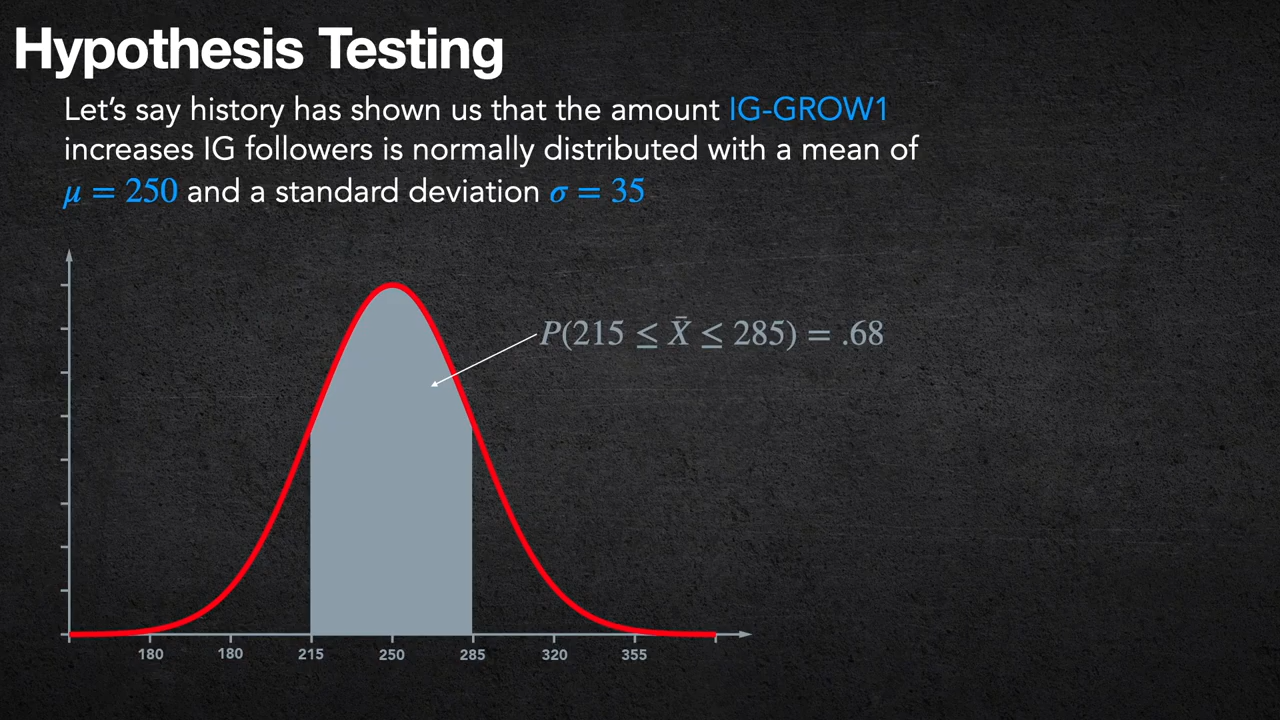 Hypothesis Testing
Let's say history has shown us that the amount IG-GROW1
increases IG followers is normally distributed with a mean of
μ = 250 and a standard deviation σ = 35
P(215 ≤ X̄ ≤ 285) = .68
180 180 215 250 285 320 355